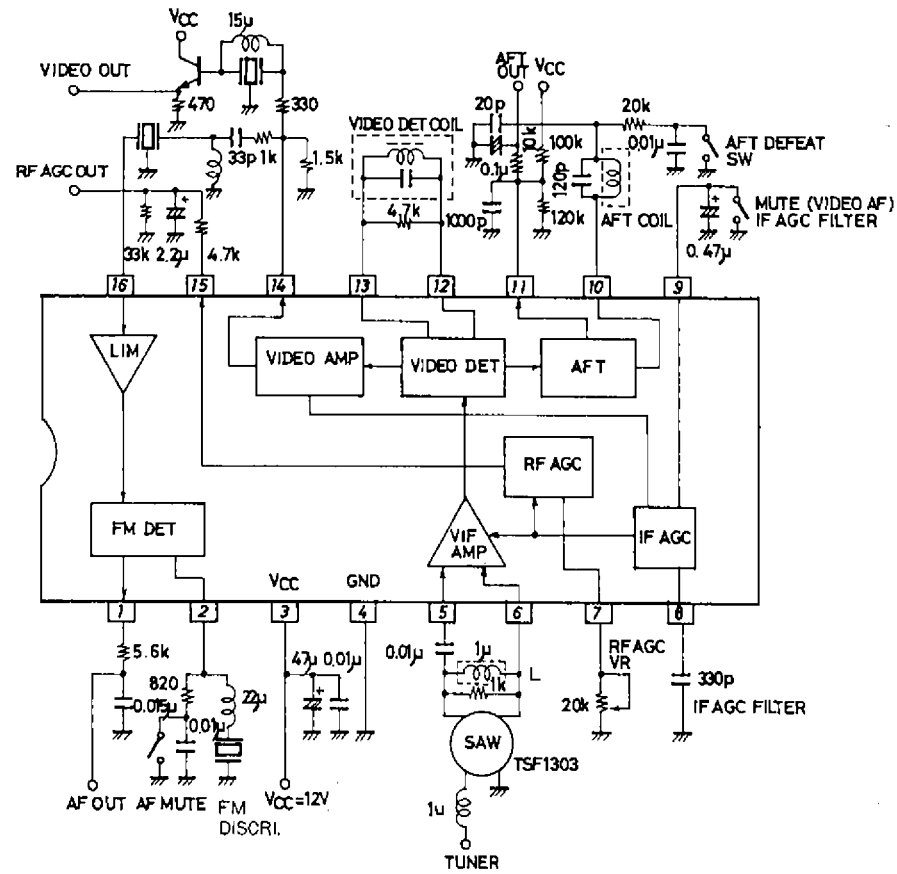 VCC
15μ
VIDEO OUT
470
330
33p 1k
1.5k
RF AGC OUT
33k 2.2μ 4.7k
VIDEO DET COIL
4.7k
AFT OUT
VCC
20p
0.1μ
10k
100k
1000p
120k
120p
20k
0.01μ
AFT DEFEAT SW
AFT COIL
MUTE (VIDEO AF)
IF AGC FILTER
0.47μ
16 15 14 13 12 11 10 9
LIM
VIDEO AMP
VIDEO DET
AFT
RF AGC
FM DET
VIF AMP
IF AGC
VCC
GND
1 2 3 4 5 6 7 8
5.6k
820
0.015μ
0.01μ
22μ
47μ 0.01μ
AF OUT AF MUTE
FM DISCRI.
VCC=12V
0.01μ
1μ
1k
L
SAW
TSF1303
1μ
TUNER
RF AGC VR
20k
330p
IF AGC FILTER